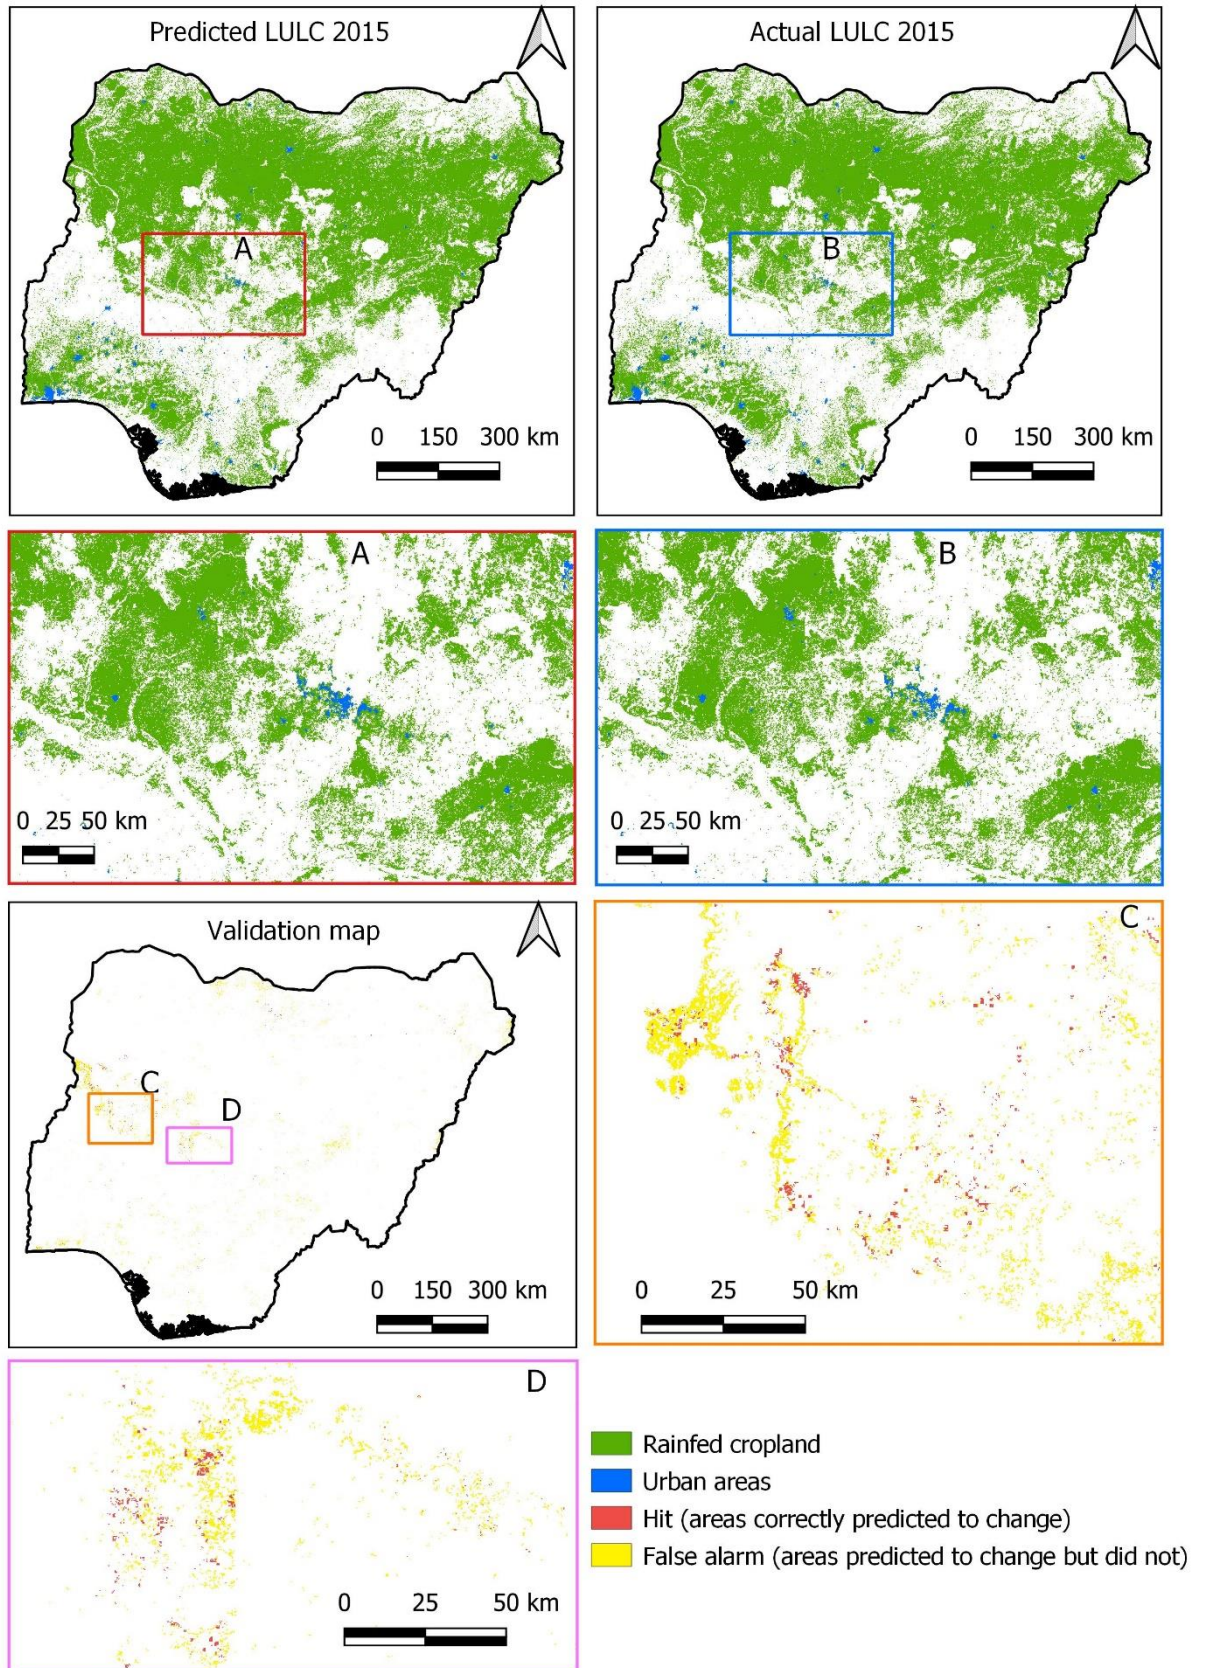 Predicted LULC 2015
A
0 150 300 km
Actual LULC 2015
B
0 150 300 km
A
0 25 50 km
B
0 25 50 km
Validation map
C
D
0 150 300 km
C
0 25 50 km
D
0 25 50 km
Rainfed cropland
Urban areas
Hit (areas correctly predicted to change)
False alarm (areas predicted to change but did not)